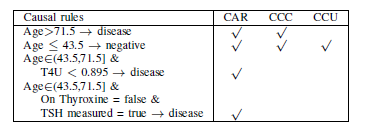 Causal rules CAR CCC CCU
Age>71.5 → disease ✓ ✓
Age ≤ 43.5 → negative ✓ ✓ ✓
Age∈(43.5,71.5] &
T4U < 0.895 → disease ✓
Age∈(43.5,71.5] &
On Thyroxine = false &
TSH measured = true → disease ✓